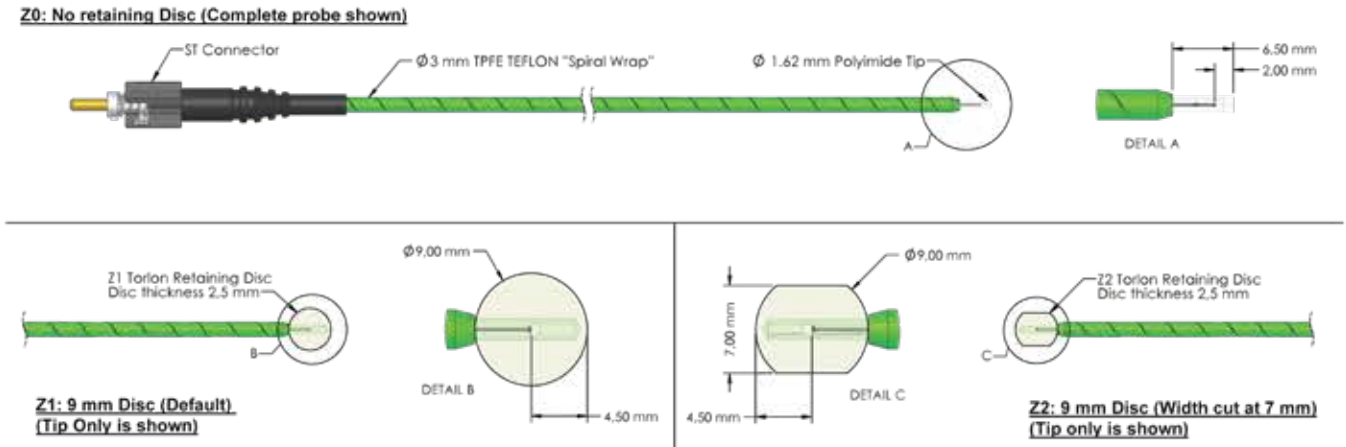 Z0: No retaining Disc (Complete probe shown)
ST Connector
Ø3 mm TPFE TEFLON "Spiral Wrap"
Ø 1.62 mm Polyimide Tip
6,50 mm
2,00 mm
A
DETAIL A
Z1 Torlon Retaining Disc
Disc thickness 2,5 mm
B
Ø9,00 mm
DETAIL B
4,50 mm
Z1: 9 mm Disc (Default)
(Tip Only is shown)
Ø9,00 mm
7,00 mm
4,50 mm
DETAIL C
Z2 Torlon Retaining Disc
Disc thickness 2,5 mm
C
Z2: 9 mm Disc (Width cut at 7 mm)
(Tip only is shown)